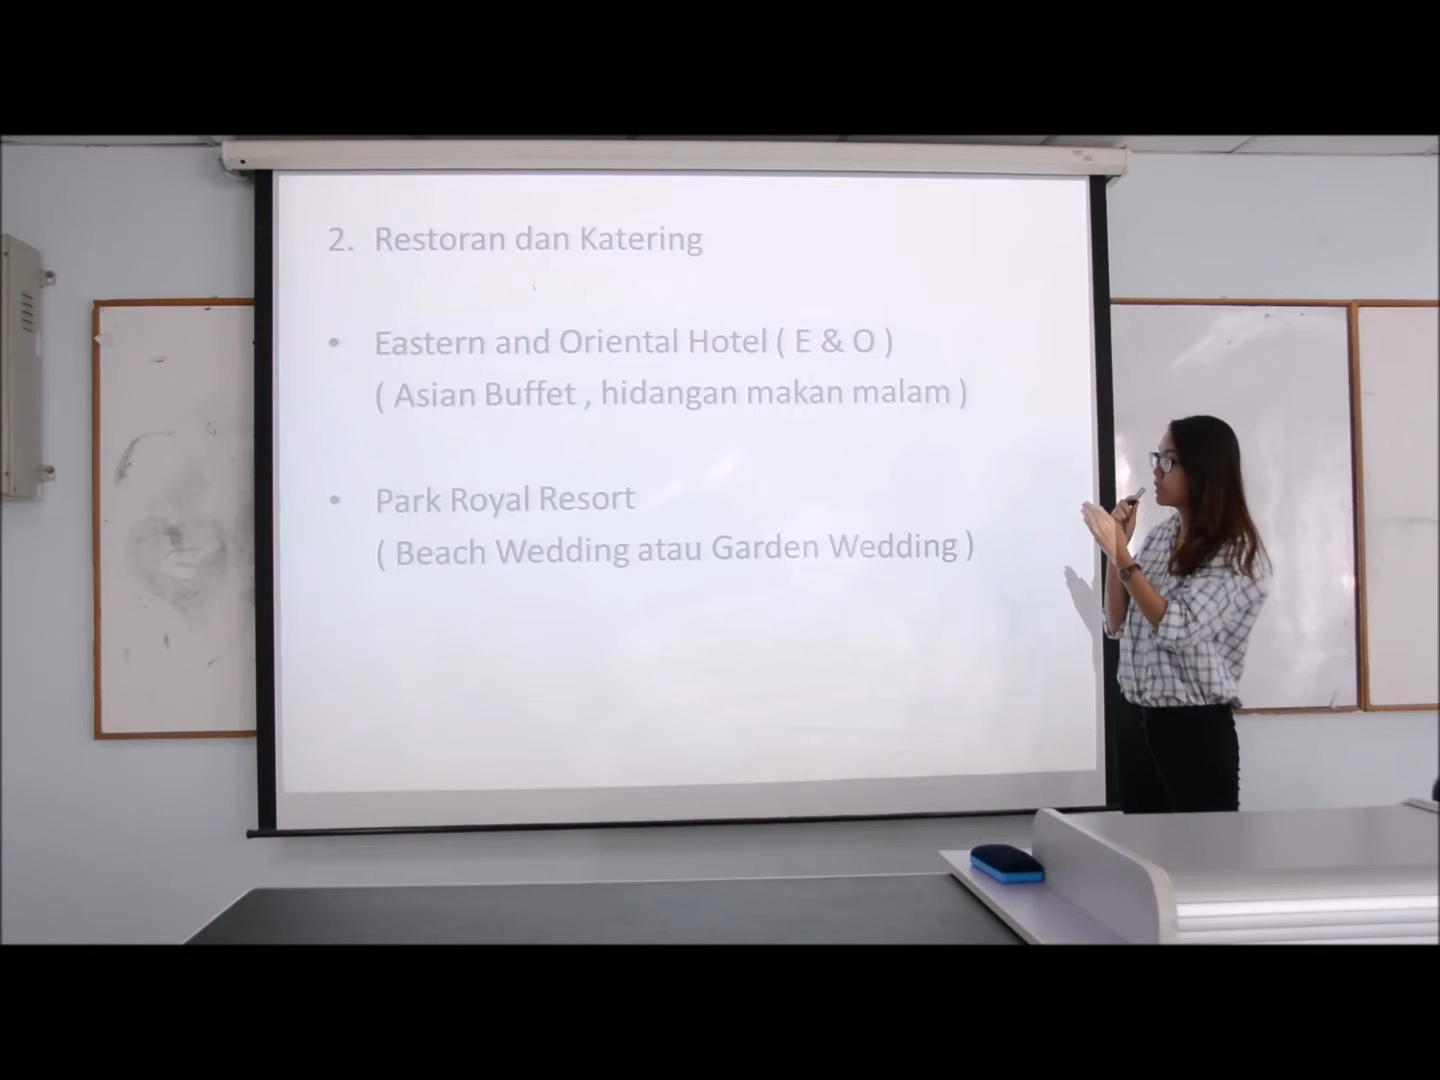 2. Restoran dan Katering
• Eastern and Oriental Hotel ( E & O )
( Asian Buffet , hidangan makan malam )
• Park Royal Resort
( Beach Wedding atau Garden Wedding )